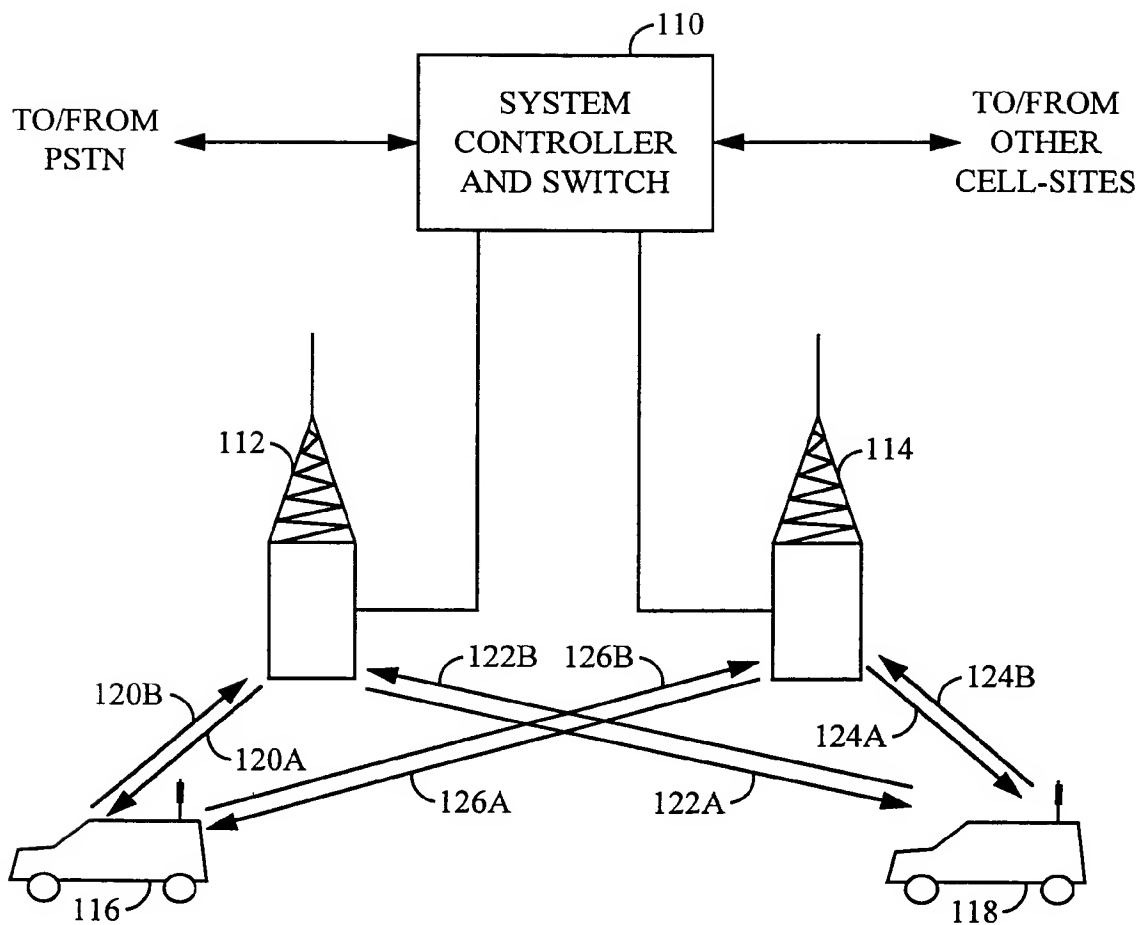 110
SYSTEM
CONTROLLER
AND SWITCH
TO/FROM
PSTN
TO/FROM
OTHER
CELL-SITES
112
114
122B
126B
120B
124B
120A
124A
126A
122A
116
118